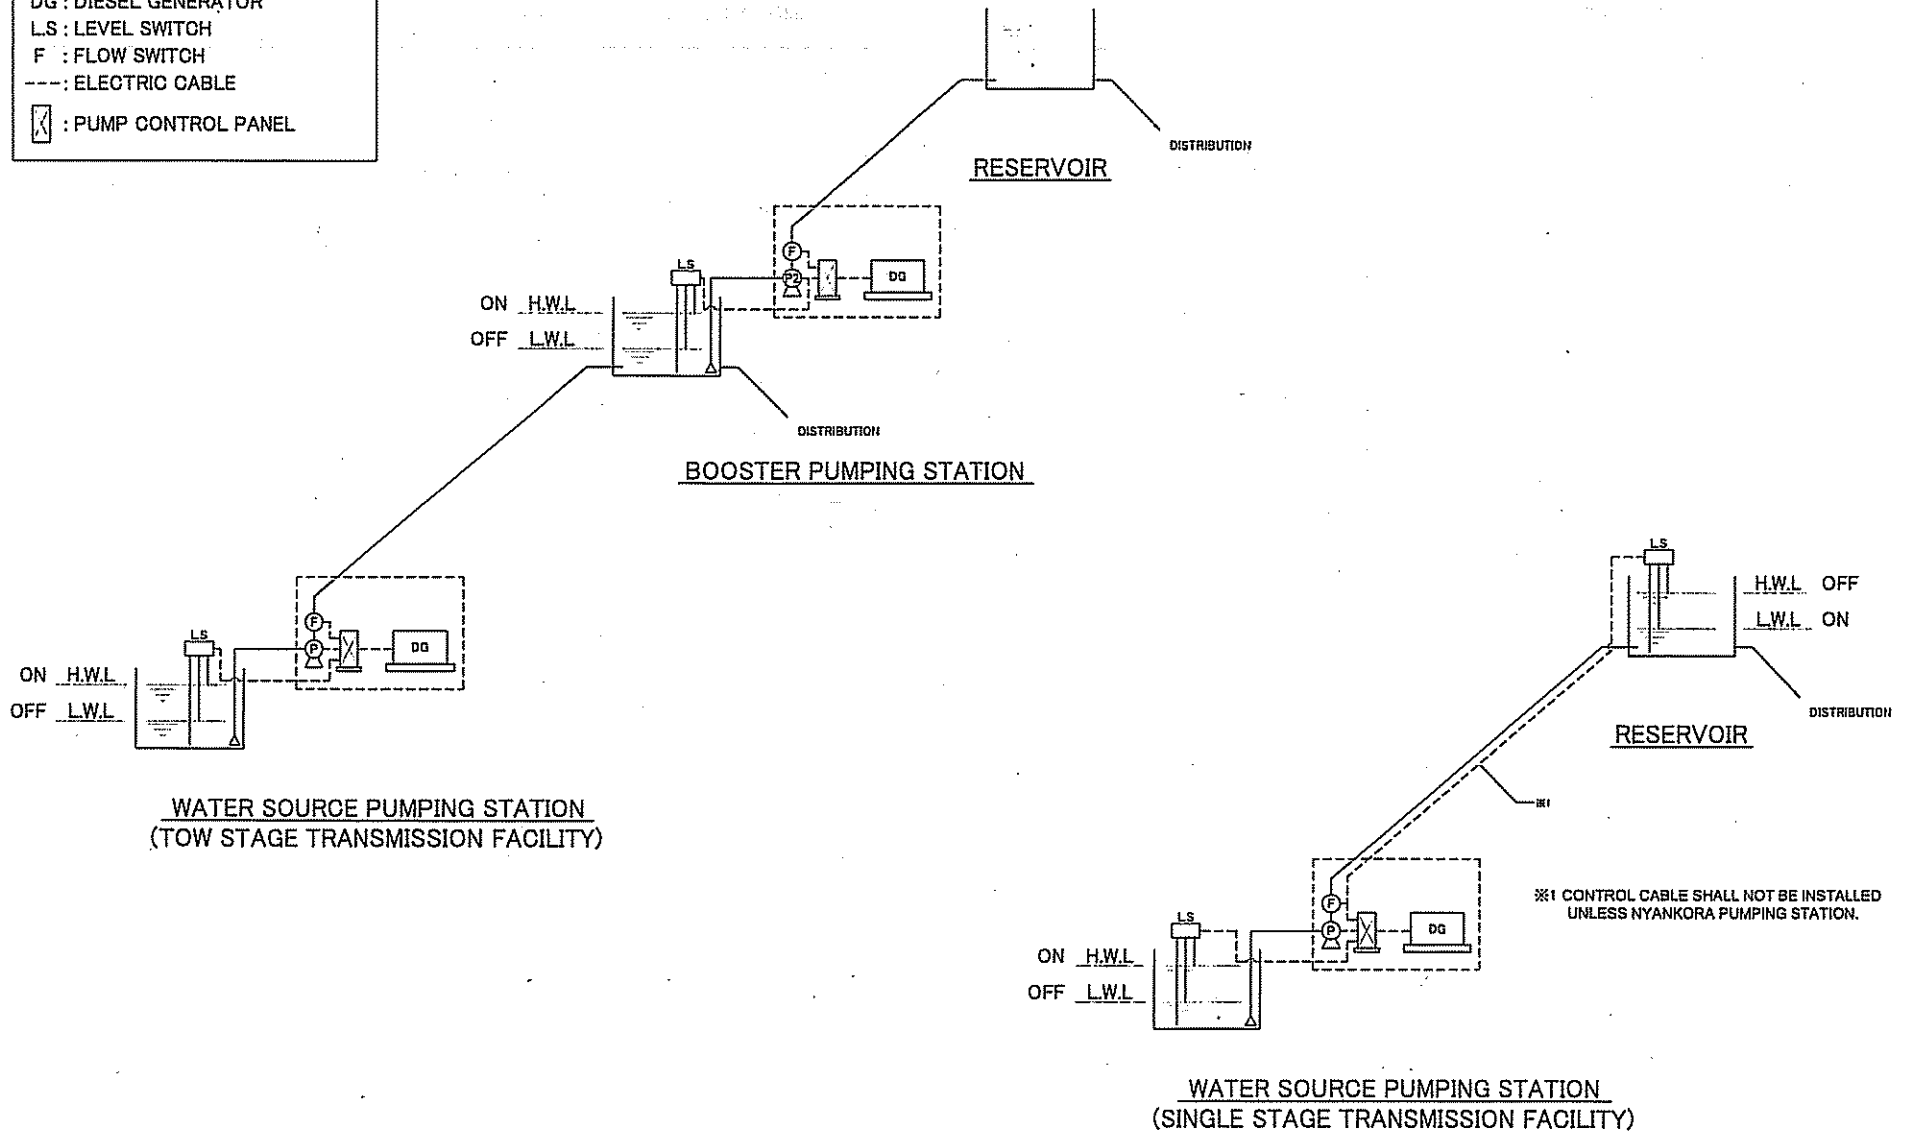 DG : DIESEL GENERATOR
LS : LEVEL SWITCH
F : FLOW SWITCH
---: ELECTRIC CABLE
: PUMP CONTROL PANEL
DISTRIBUTION
RESERVOIR
F
LS
P2
DG
ON H.W.L
OFF L.W.L
DISTRIBUTION
BOOSTER PUMPING STATION
LS
H.W.L OFF
L.W.L ON
F
LS
P
DG
ON H.W.L
OFF L.W.L
DISTRIBUTION
RESERVOIR
WATER SOURCE PUMPING STATION
(TOW STAGE TRANSMISSION FACILITY)
※1
※1 CONTROL CABLE SHALL NOT BE INSTALLED
UNLESS NYANKORA PUMPING STATION.
F
LS
P
DG
ON H.W.L
OFF L.W.L
WATER SOURCE PUMPING STATION
(SINGLE STAGE TRANSMISSION FACILITY)